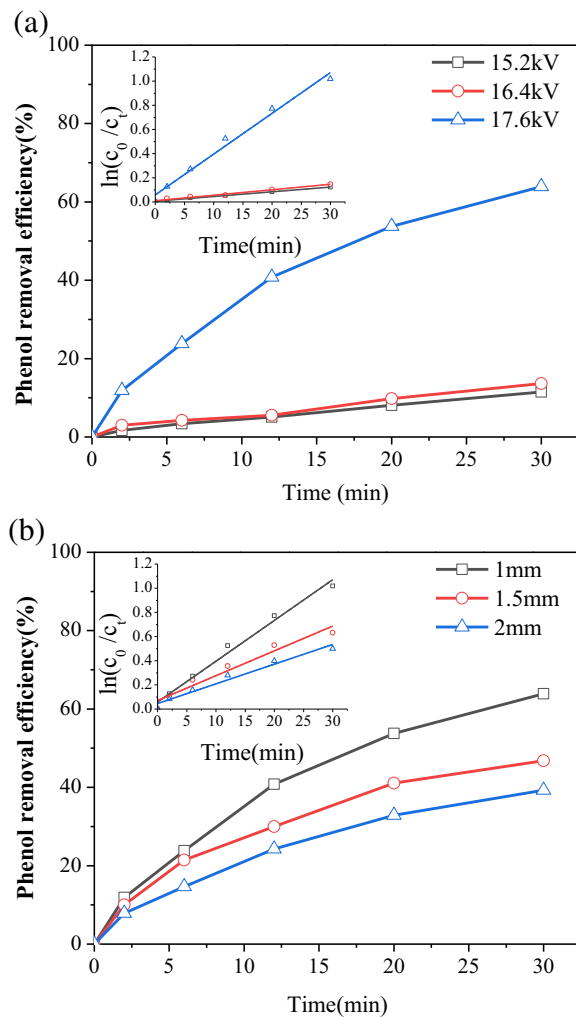 (a)
100
80
60
40
20
0
Phenol removal efficiency(%)
0 5 10 15 20 25 30
Time (min)
15.2kV
16.4kV
17.6kV
1.2
1.0
0.8
0.6
0.4
0.2
0.0
ln(c₀/cₜ)
0 5 10 15 20 25 30
Time(min)
(b)
100
80
60
40
20
0
Phenol removal efficiency(%)
0 5 10 15 20 25 30
Time(min)
1mm
1.5mm
2mm
1.2
1.0
0.8
0.6
0.4
0.2
0.0
ln(c₀/cₜ)
0 5 10 15 20 25 30
Time(min)